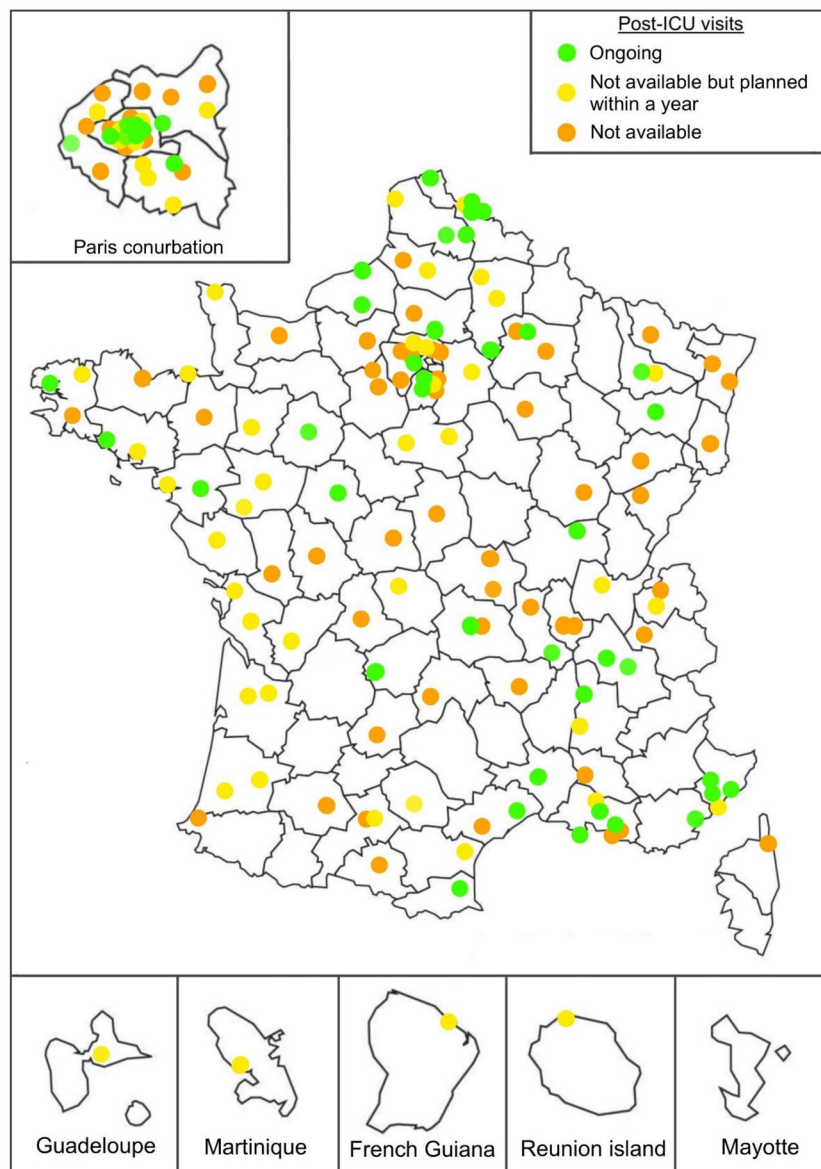 Post-ICU visits
Ongoing
Not available but planned
within a year
Not available
Paris conurbation
Guadeloupe
Martinique
French Guiana
Reunion island
Mayotte